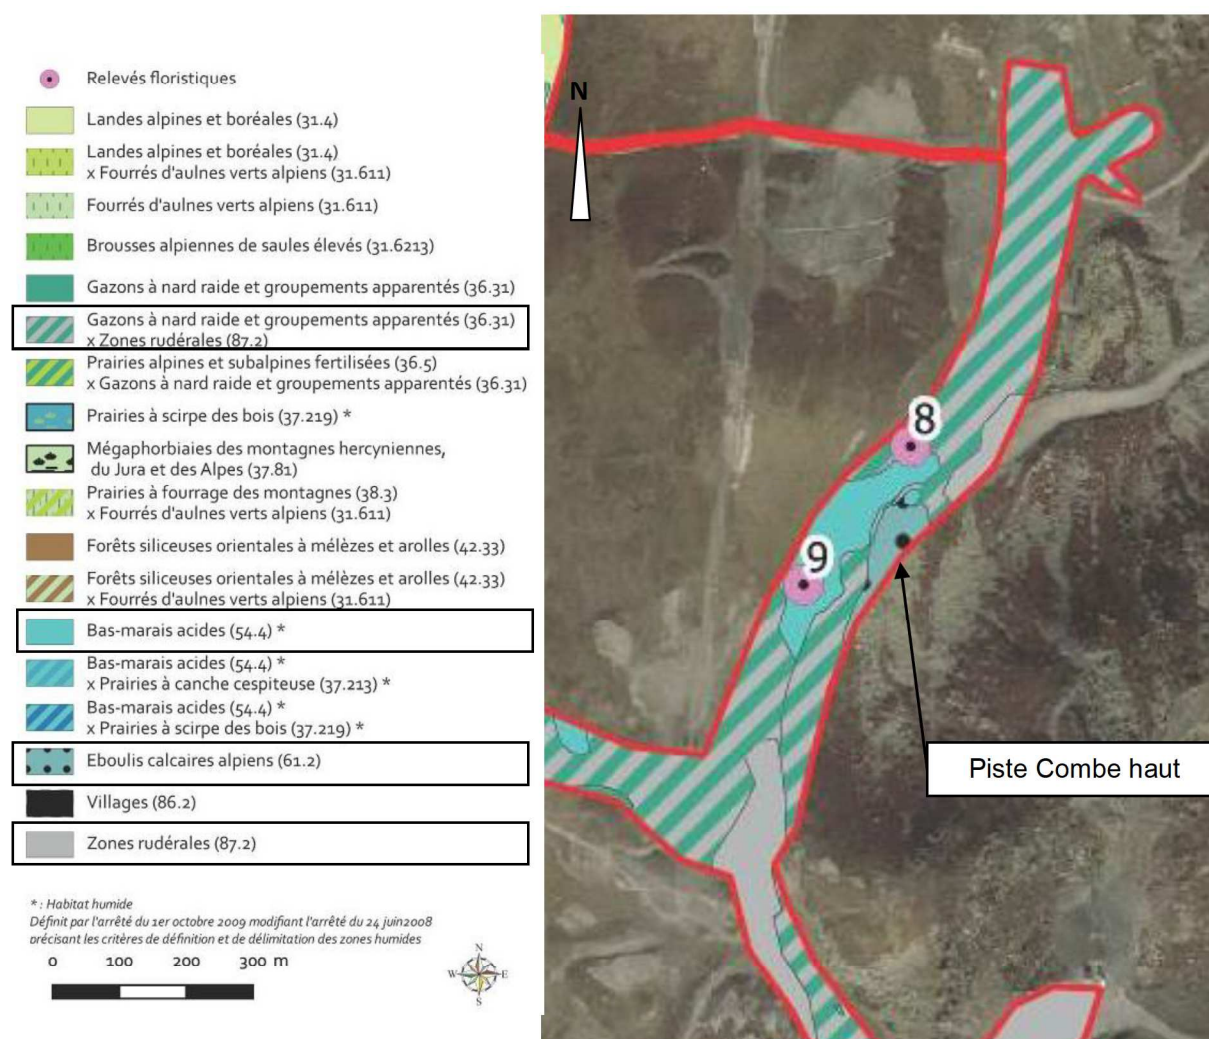 Relevés floristiques
Landes alpines et boréales (31.4)
Landes alpines et boréales (31.4)
x Fourrés d'aulnes verts alpiens (31.611)
Fourrés d'aulnes verts alpiens (31.611)
Brousses alpiennes de saules élevés (31.6213)
Gazons à nard raide et groupements apparentés (36.31)
Gazons à nard raide et groupements apparentés (36.31)
x Zones rudérales (87.2)
Prairies alpines et subalpines fertilisées (36.5)
x Gazons à nard raide et groupements apparentés (36.31)
Prairies à scirpe des bois (37.219) *
Mégaphorbiaies des montagnes hercyniennes,
du Jura et des Alpes (37.81)
Prairies à fourrage des montagnes (38.3)
x Fourrés d'aulnes verts alpiens (31.611)
Forêts siliceuses orientales à mélèzes et arolles (42.33)
Forêts siliceuses orientales à mélèzes et arolles (42.33)
x Fourrés d'aulnes verts alpiens (31.611)
Bas-marais acides (54.4) *
Bas-marais acides (54.4) *
x Prairies à canche cespiteuse (37.213) *
Bas-marais acides (54.4) *
x Prairies à scirpe des bois (37.219) *
Eboulis calcaires alpiens (61.2)
Villages (86.2)
Zones rudérales (87.2)
* : Habitat humide
Définit par l'arrêté du 1er octobre 2009 modifiant l'arrêté du 24 juin2008
précisant les critères de définition et de délimitation des zones humides
0 100 200 300 m
N
W E
S
N
8
9
Piste Combe haut